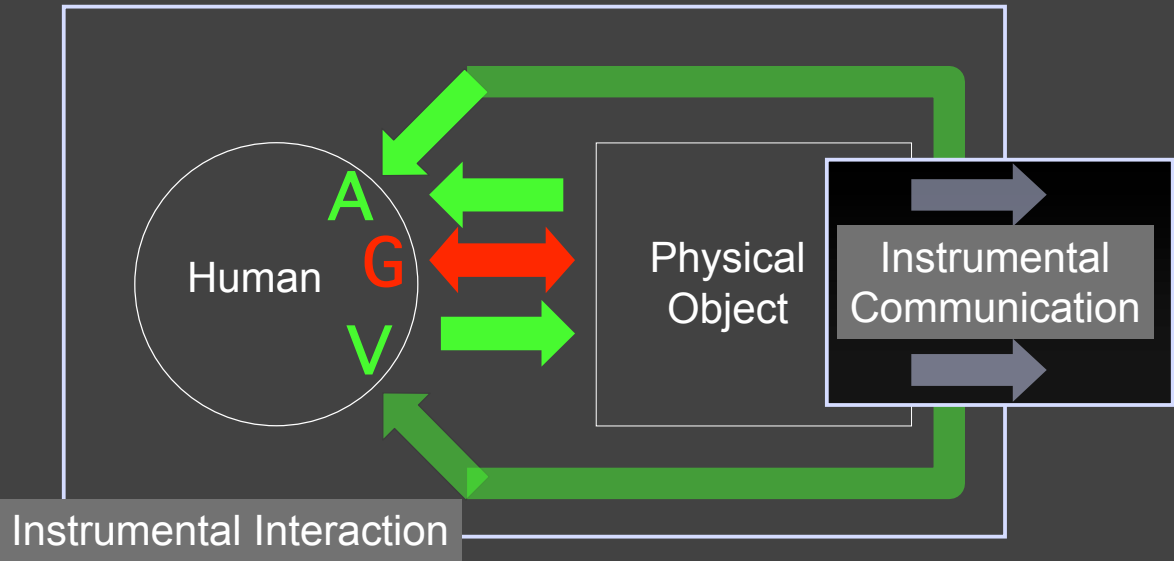 A
G
Human
V
Physical
Object
Instrumental
Communication
Instrumental Interaction